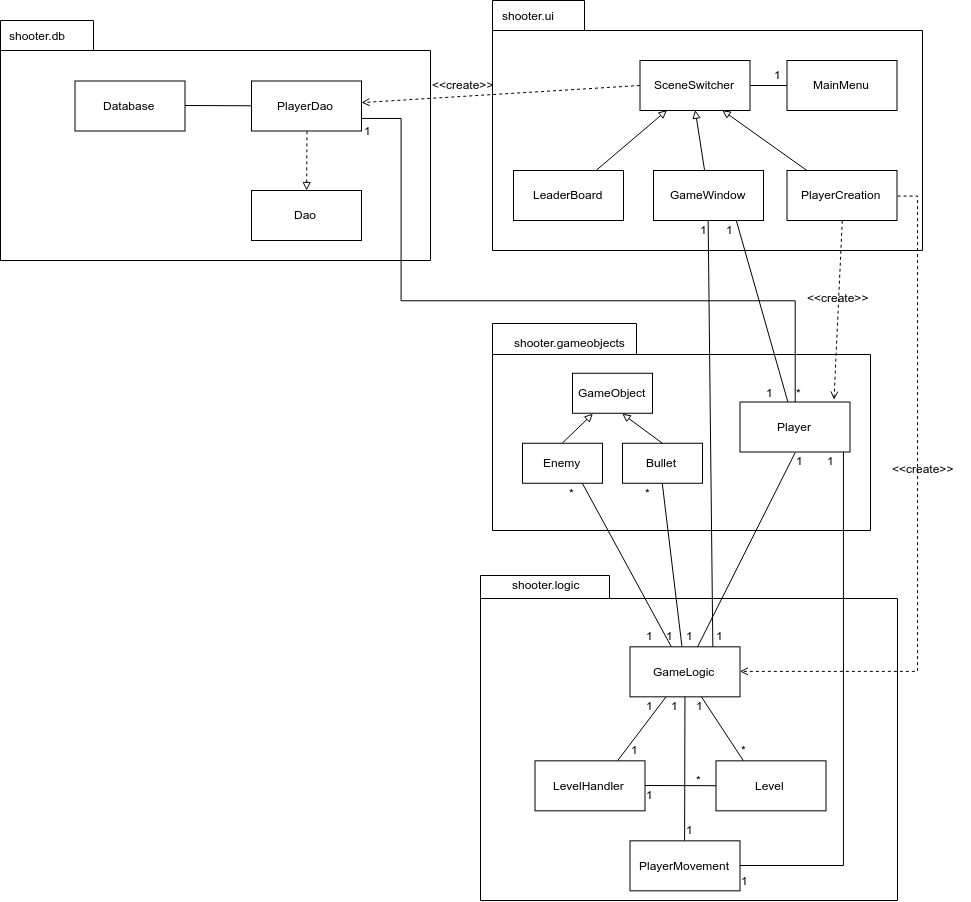 shooter.ui
shooter.db
SceneSwitcher
1
MainMenu
<<create>>
Database
PlayerDao
1
LeaderBoard
GameWindow
PlayerCreation
Dao
1
1
<<create>>
shooter.gameobjects
GameObject
1
*
Player
Enemy
Bullet
1
1
<<create>>
*
*
shooter.logic
1
1
1
1
GameLogic
1
1
1
1
*
LevelHandler
1
*
Level
1
PlayerMovement
1